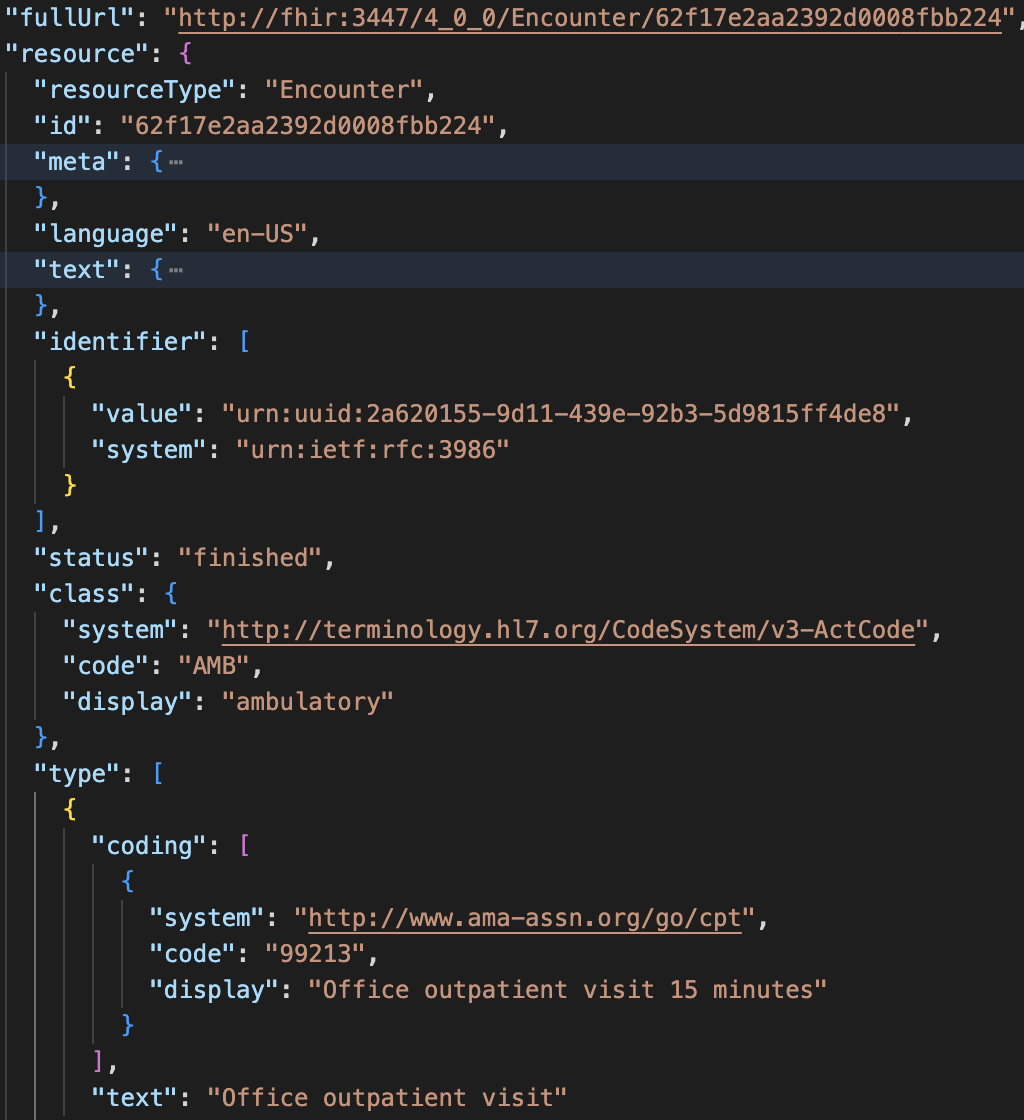 "fullUrl": "http://fhir:3447/4_0_0/Encounter/62f17e2aa2392d0008fbb224",
"resource": {
"resourceType": "Encounter",
"id": "62f17e2aa2392d0008fbb224",
"meta": {⋯
},
"language": "en-US",
"text": {⋯
},
"identifier": [
{
"value": "urn:uuid:2a620155-9d11-439e-92b3-5d9815ff4de8",
"system": "urn:ietf:rfc:3986"
}
],
"status": "finished",
"class": {
"system": "http://terminology.hl7.org/CodeSystem/v3-ActCode",
"code": "AMB",
"display": "ambulatory"
},
"type": [
{
"coding": [
{
"system": "http://www.ama-assn.org/go/cpt",
"code": "99213",
"display": "Office outpatient visit 15 minutes"
}
],
"text": "Office outpatient visit"